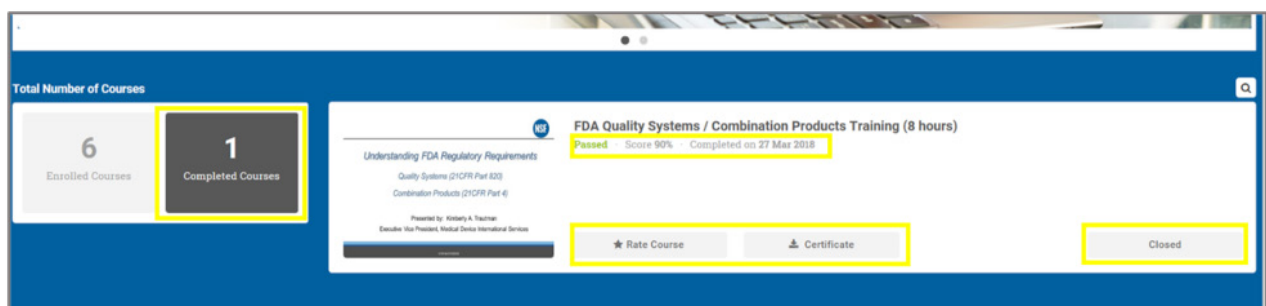 Total Number of Courses
6
Enrolled Courses
1
Completed Courses
NSF
Understanding FDA Regulatory Requirements
Quality Systems (21CFR Part 820)
Combination Products (21CFR Part 4)
Presented by: Kimberly A. Trautman
Executive Vice President, Medical Device International Services
FDA Quality Systems / Combination Products Training (8 hours)
Passed · Score 90% · Completed on 27 Mar 2018
Rate Course
Certificate
Closed